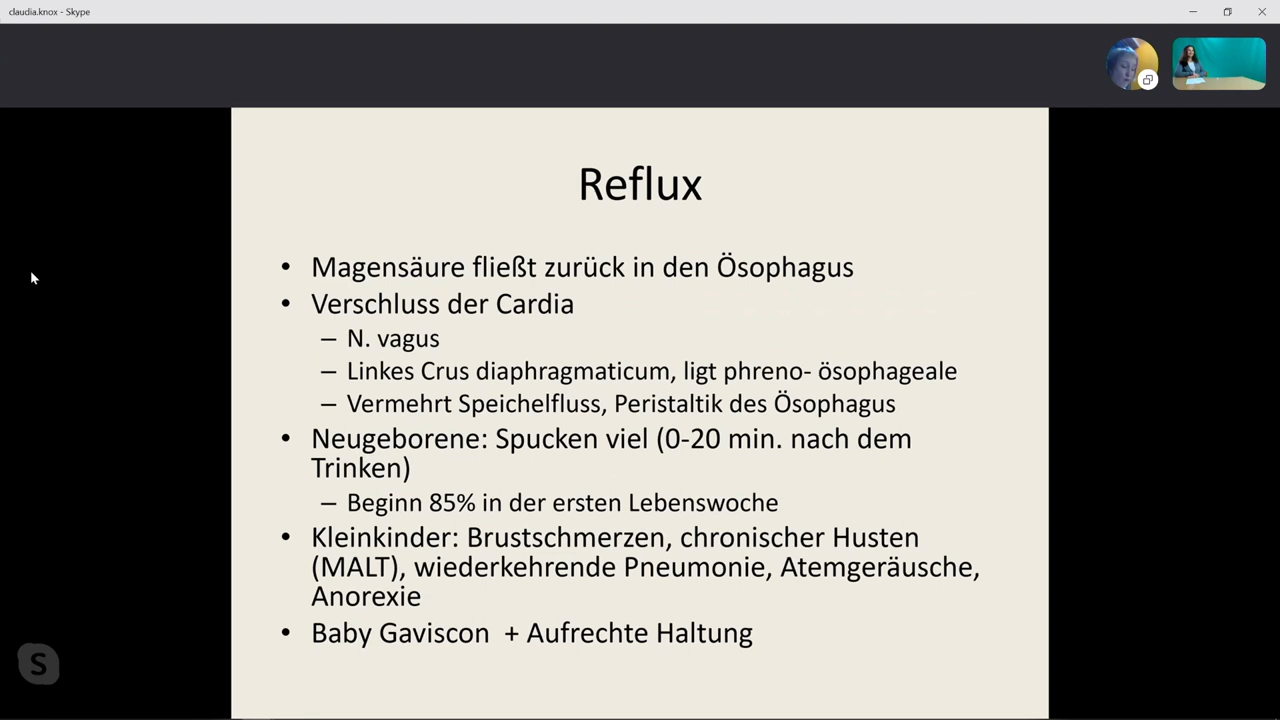 claudia.knox - Skype
Reflux
• Magensäure fließt zurück in den Ösophagus
• Verschluss der Cardia
– N. vagus
– Linkes Crus diaphragmaticum, ligt phreno- ösophageale
– Vermehrt Speichelfluss, Peristaltik des Ösophagus
• Neugeborene: Spucken viel (0-20 min. nach dem
Trinken)
– Beginn 85% in der ersten Lebenswoche
• Kleinkinder: Brustschmerzen, chronischer Husten
(MALT), wiederkehrende Pneumonie, Atemgeräusche,
Anorexie
• Baby Gaviscon + Aufrechte Haltung
S